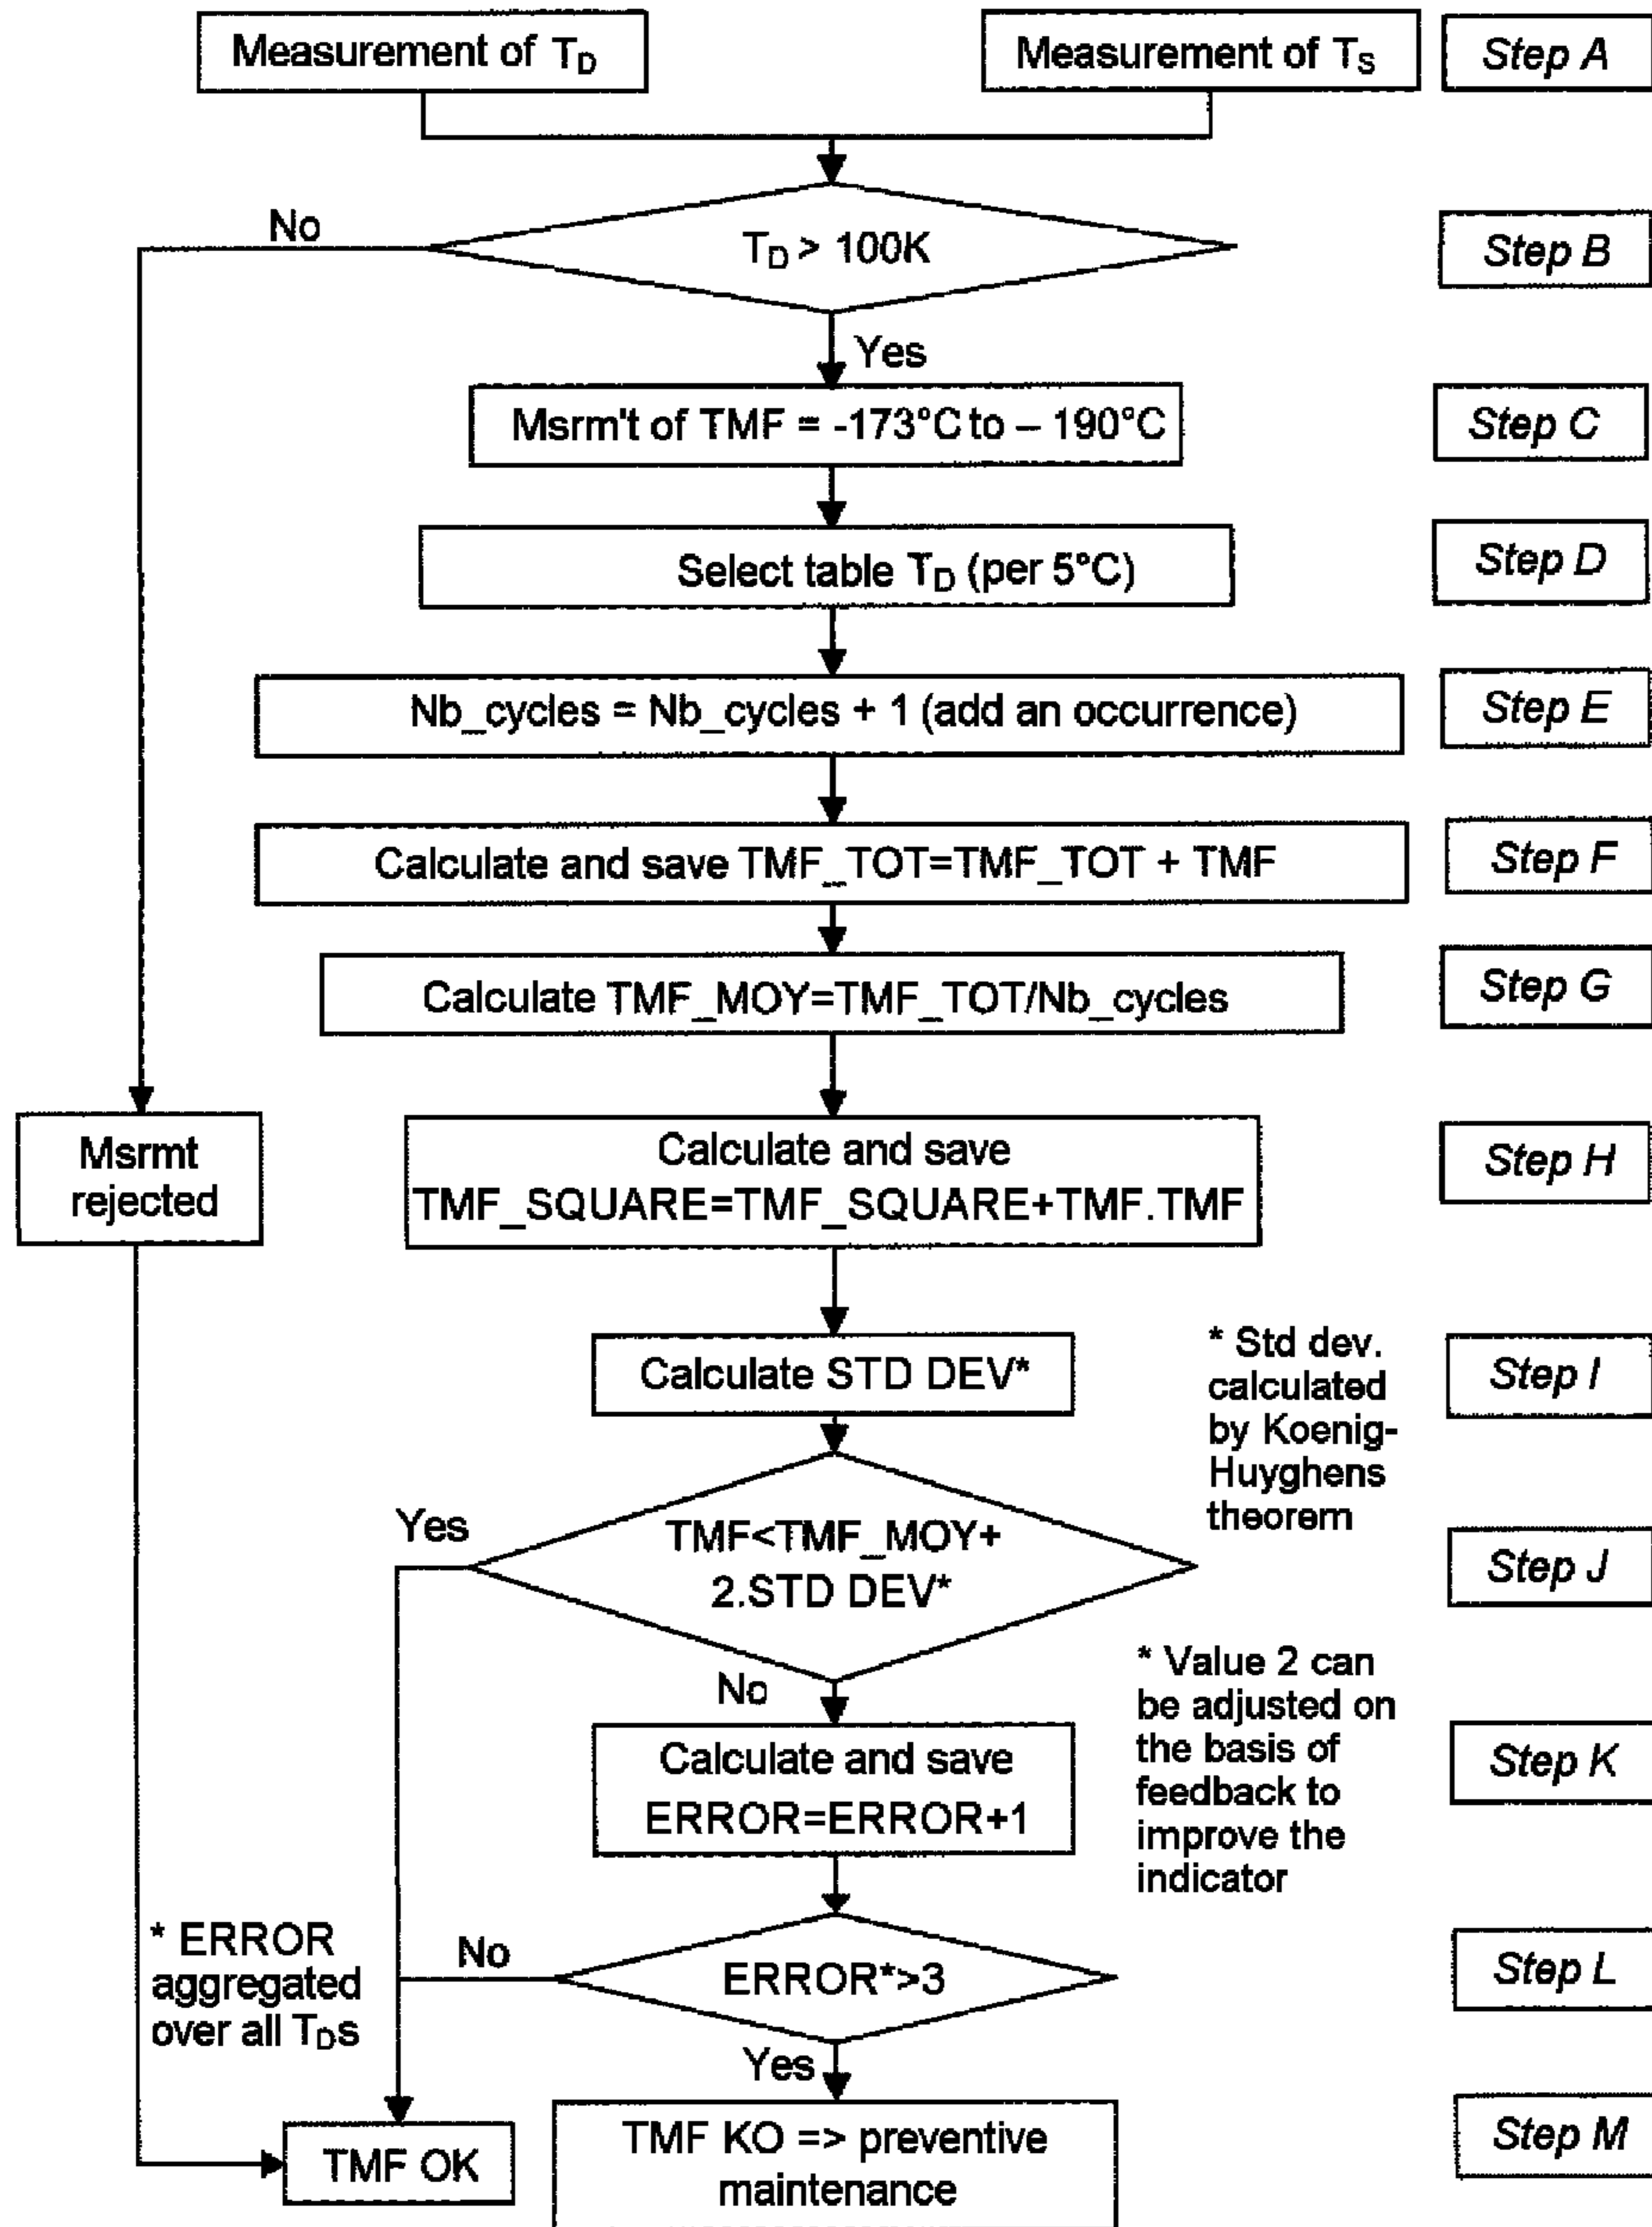 Measurement of TD
Measurement of TS
Step A
No
TD > 100K
Step B
Yes
Msrm't of TMF = -173°C to – 190°C
Step C
Select table TD (per 5°C)
Step D
Nb_cycles = Nb_cycles + 1 (add an occurrence)
Step E
Calculate and save TMF_TOT=TMF_TOT + TMF
Step F
Calculate TMF_MOY=TMF_TOT/Nb_cycles
Step G
Msrmt
rejected
Calculate and save
TMF_SQUARE=TMF_SQUARE+TMF.TMF
Step H
Calculate STD DEV*
* Std dev.
calculated
by Koenig-
Huyghens
theorem
Step I
Yes
TMF<TMF_MOY+
2.STD DEV*
Step J
No
* Value 2 can
be adjusted on
the basis of
feedback to
improve the
indicator
Calculate and save
ERROR=ERROR+1
Step K
* ERROR
aggregated
over all TDs
No
ERROR*>3
Step L
Yes
TMF OK
TMF KO => preventive
maintenance
Step M